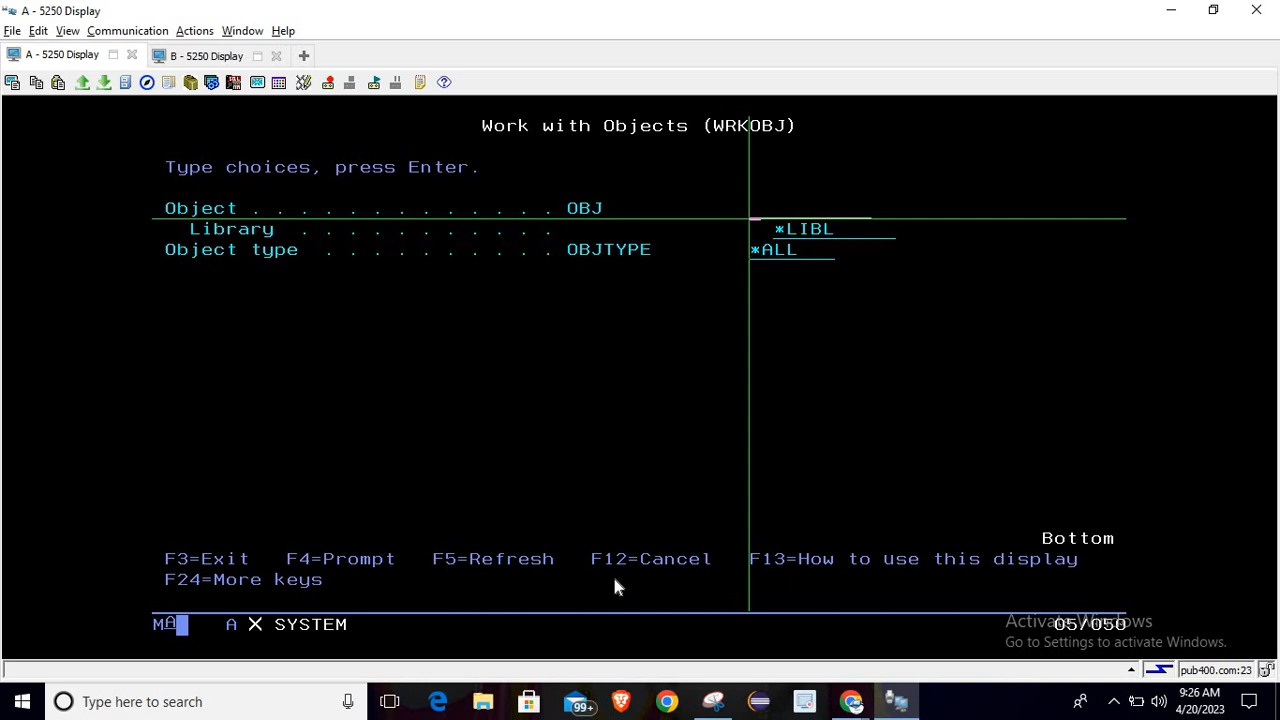 A - 5250 Display
File Edit View Communication Actions Window Help
A - 5250 Display B - 5250 Display
Work with Objects (WRKOBJ)
Type choices, press Enter.
Object . . . . . . . . . . . . . OBJ
Library . . . . . . . . . . . *LIBL
Object type . . . . . . . . . . OBJTYPE *ALL
Bottom
F3=Exit F4=Prompt F5=Refresh F12=Cancel F13=How to use this display
F24=More keys
MA A X SYSTEM 05/050
Activate Windows
Go to Settings to activate Windows.
pub400.com:23
Type here to search 99+ 9:26 AM
4/20/2023